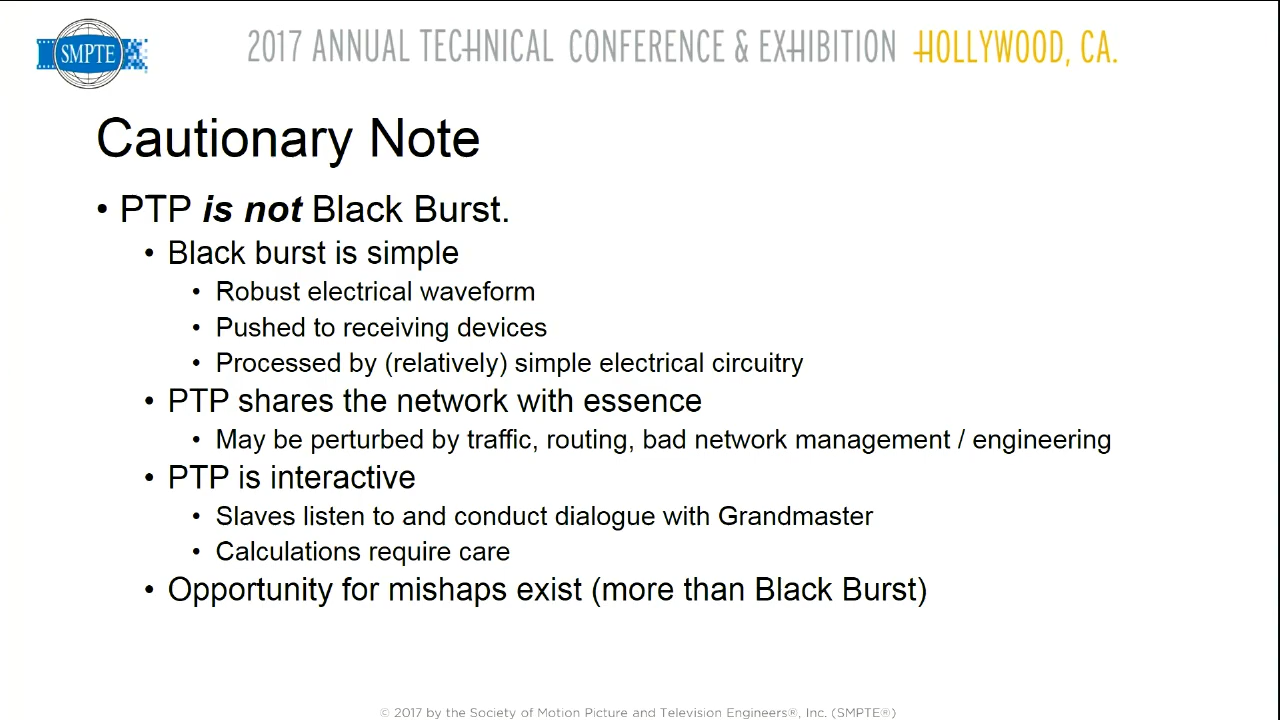 SMPTE
2017 ANNUAL TECHNICAL CONFERENCE & EXHIBITION HOLLYWOOD, CA.
Cautionary Note
• PTP is not Black Burst.
• Black burst is simple
• Robust electrical waveform
• Pushed to receiving devices
• Processed by (relatively) simple electrical circuitry
• PTP shares the network with essence
• May be perturbed by traffic, routing, bad network management / engineering
• PTP is interactive
• Slaves listen to and conduct dialogue with Grandmaster
• Calculations require care
• Opportunity for mishaps exist (more than Black Burst)
© 2017 by the Society of Motion Picture and Television Engineers®, Inc. (SMPTE®)